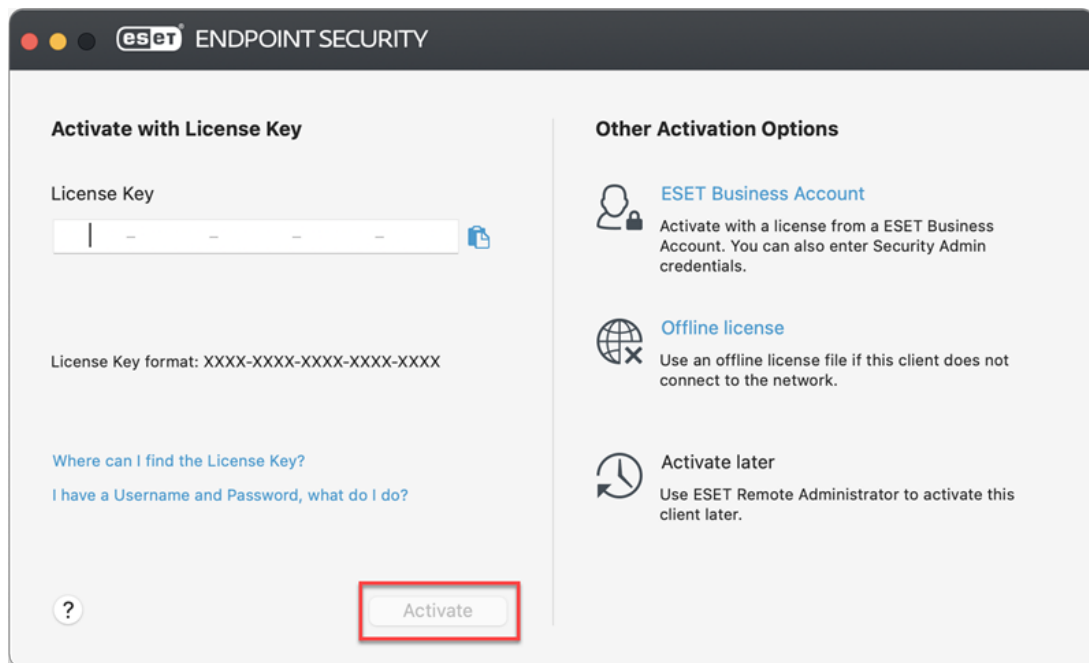 eset ENDPOINT SECURITY
Activate with License Key
License Key
– – – –
License Key format: XXXX-XXXX-XXXX-XXXX-XXXX
Where can I find the License Key?
I have a Username and Password, what do I do?
?
Activate
Other Activation Options
ESET Business Account
Activate with a license from a ESET Business
Account. You can also enter Security Admin
credentials.
Offline license
Use an offline license file if this client does not
connect to the network.
Activate later
Use ESET Remote Administrator to activate this
client later.